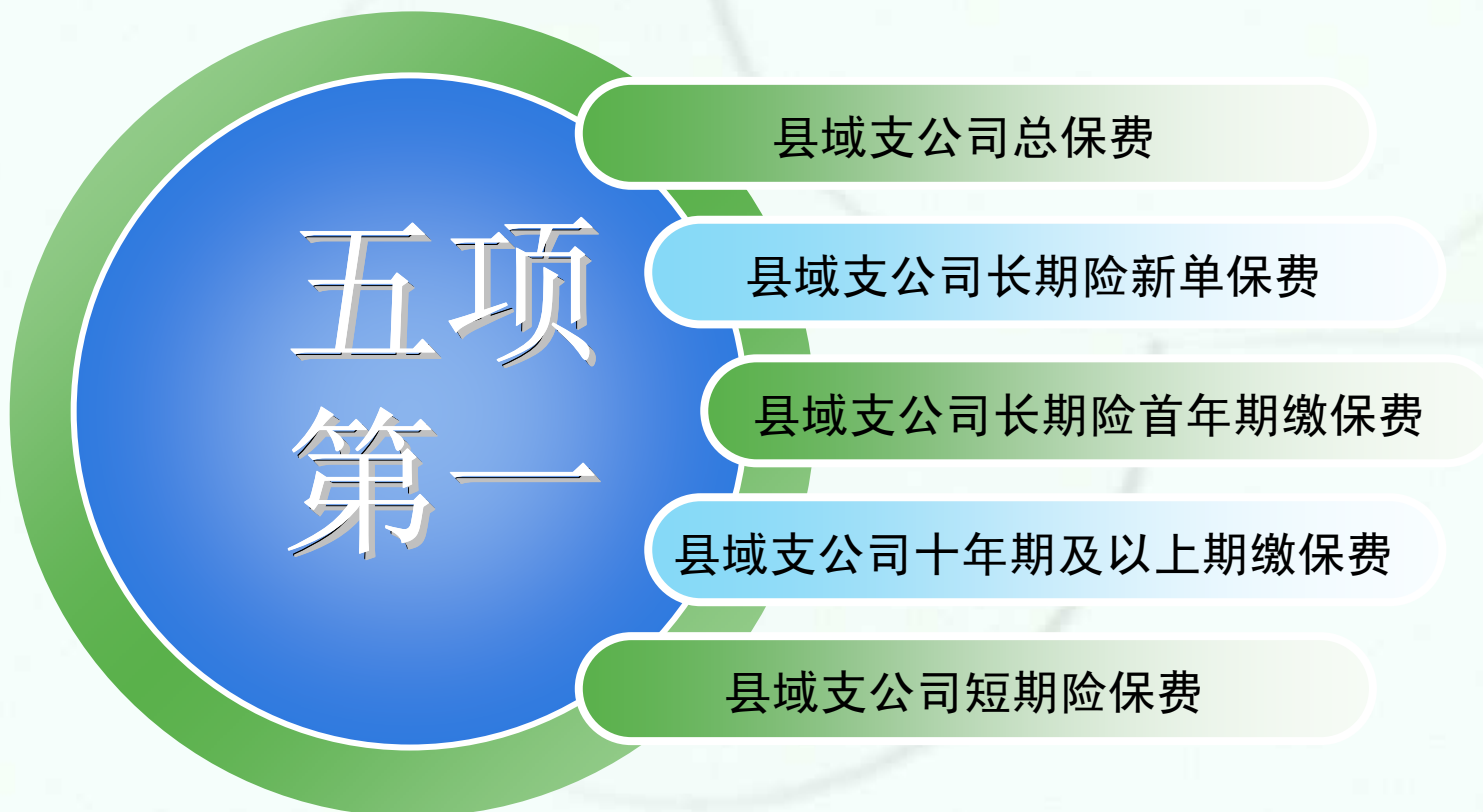 五项
第一
县域支公司总保费
县域支公司长期险新单保费
县域支公司长期险首年期缴保费
县域支公司十年期及以上期缴保费
县域支公司短期险保费